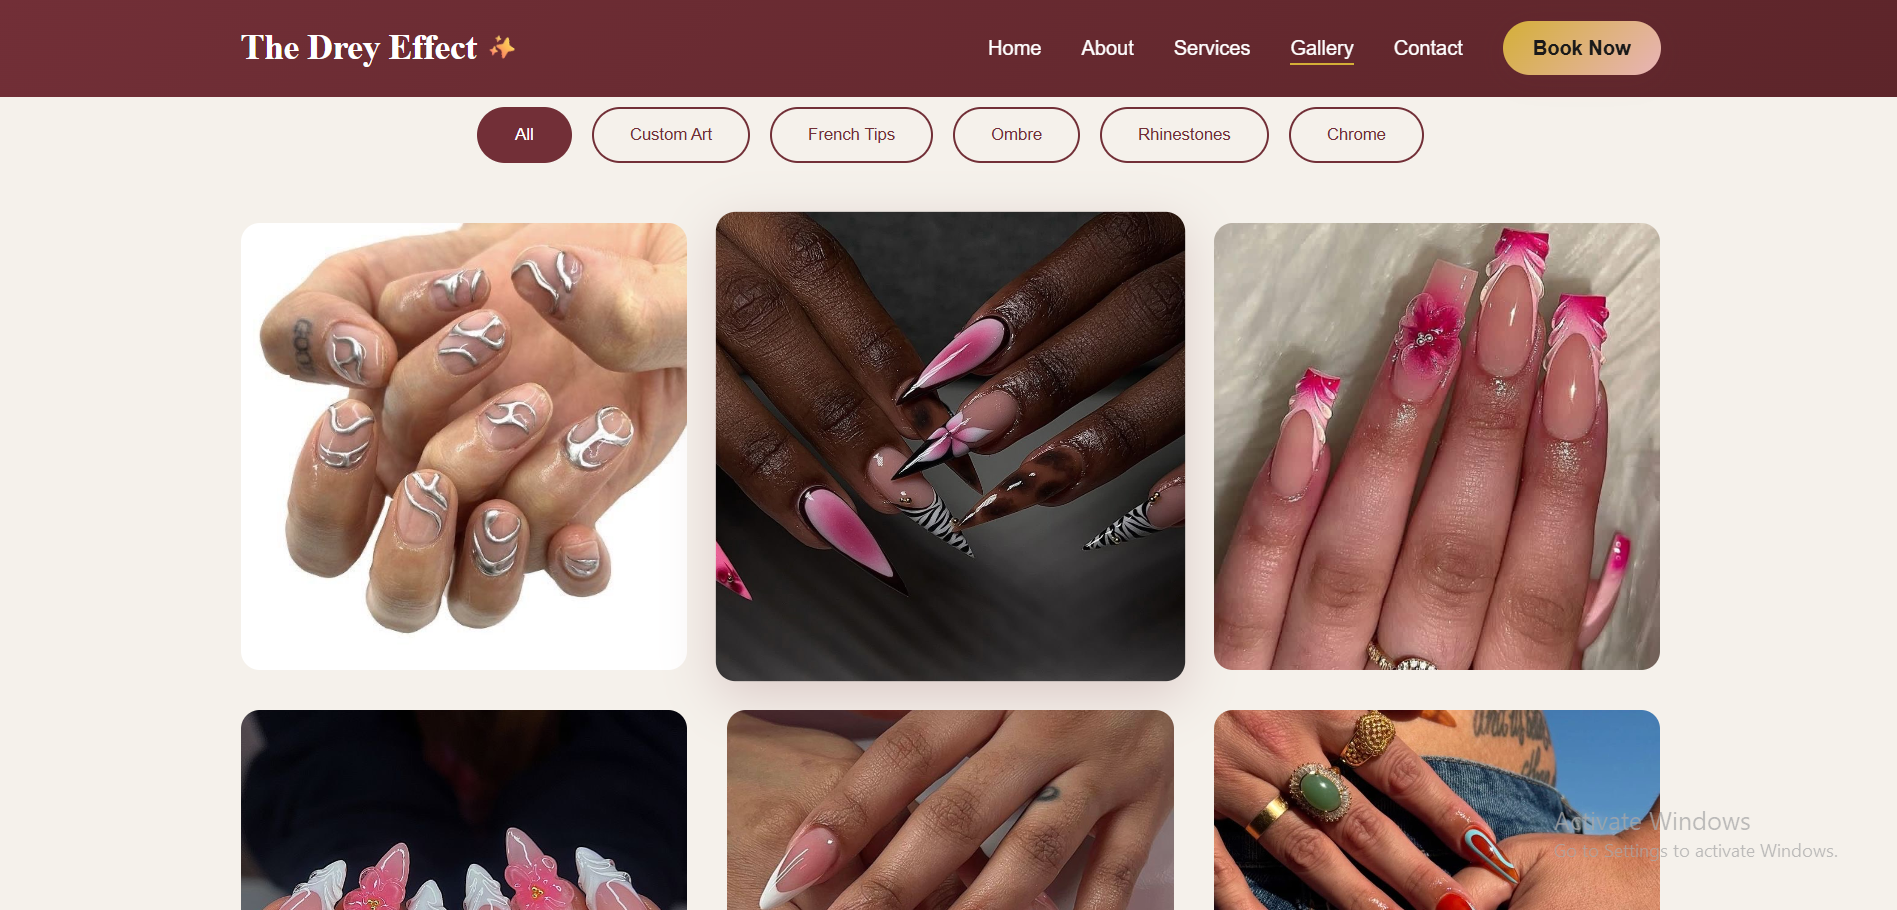 The Drey Effect ✨
Home
About
Services
Gallery
Contact
Book Now
All
Custom Art
French Tips
Ombre
Rhinestones
Chrome
Activate Windows
Go to Settings to activate Windows.